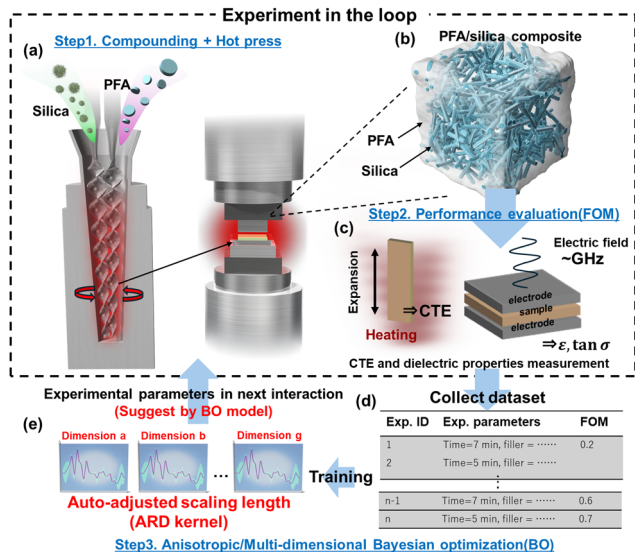 Experiment in the loop
(a)
Step1. Compounding + Hot press
Silica
PFA
(b)
PFA/silica composite
PFA
Silica
Step2. Performance evaluation(FOM)
(c)
Expansion
⇒CTE
Heating
Electric field
~GHz
electrode
sample
electrode
⇒ε, tan σ
CTE and dielectric properties measurement
Experimental parameters in next interaction
(Suggest by BO model)
Collect dataset
(d)
Exp. ID Exp. parameters FOM
1 Time=7 min, filler = ⋯⋯ 0.2
2 Time=5 min, filler = ⋯⋯
⋮ ⋮
n-1 Time=7 min, filler = ⋯⋯ 0.6
n Time=5 min, filler = ⋯⋯ 0.7
(e)
Dimension a Dimension b ⋯ Dimension g
Training
Auto-adjusted scaling length
(ARD kernel)
Step3. Anisotropic/Multi-dimensional Bayesian optimization(BO)